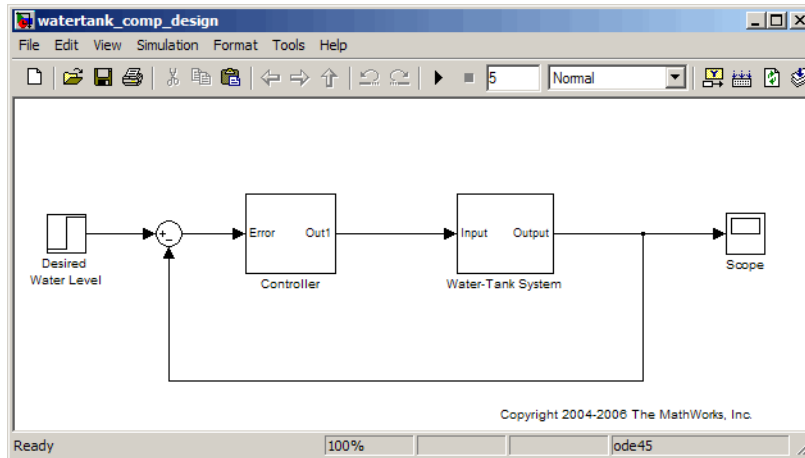 watertank_comp_design
File Edit View Simulation Format Tools Help
5 Normal
+
-
Error Out1
Input Output
Desired
Water Level
Controller
Water-Tank System
Scope
Copyright 2004-2006 The MathWorks, Inc.
Ready 100% ode45